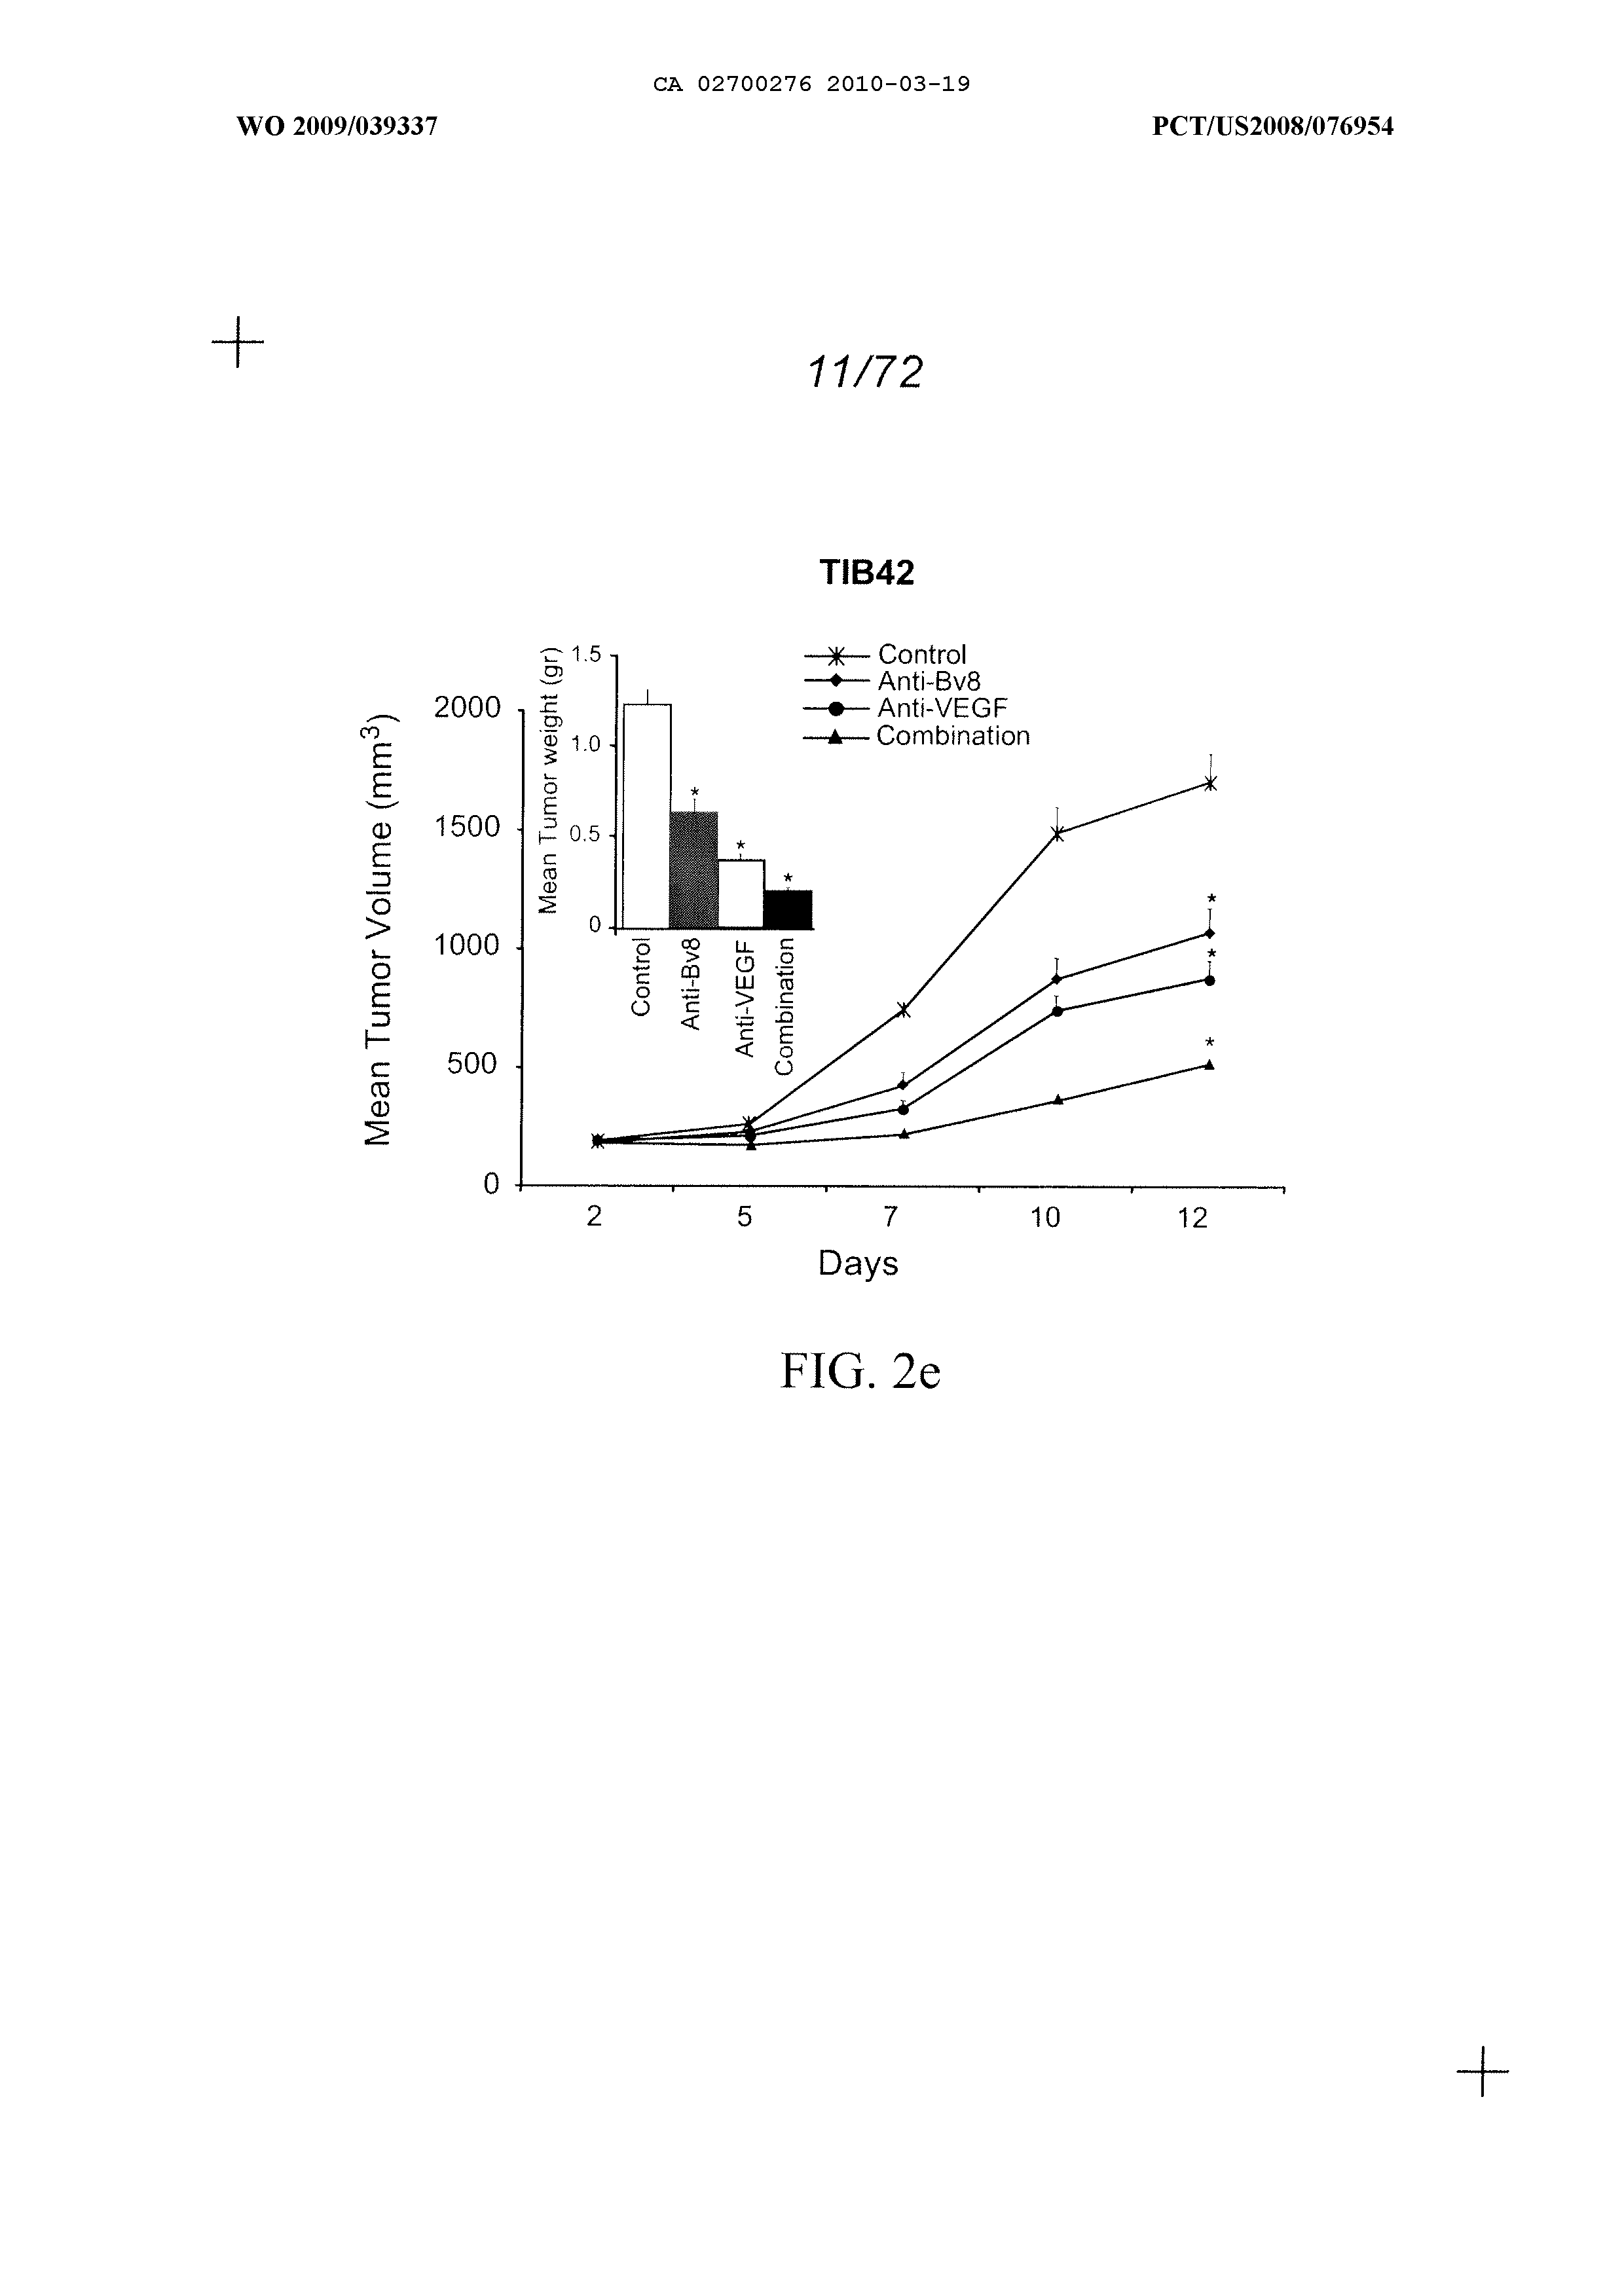 CA 02700276 2010-03-19
WO 2009/039337
PCT/US2008/076954
11/72
TIB42
Control
Anti-Bv8
Anti-VEGF
Combination
Mean Tumor weight (gr)
1.5
1.0
0.5
0
*
*
*
Control
Anti-Bv8
Anti-VEGF
Combination
Mean Tumor Volume (mm³)
2000
1500
1000
500
0
*
*
*
2 5 7 10 12
Days
FIG. 2e